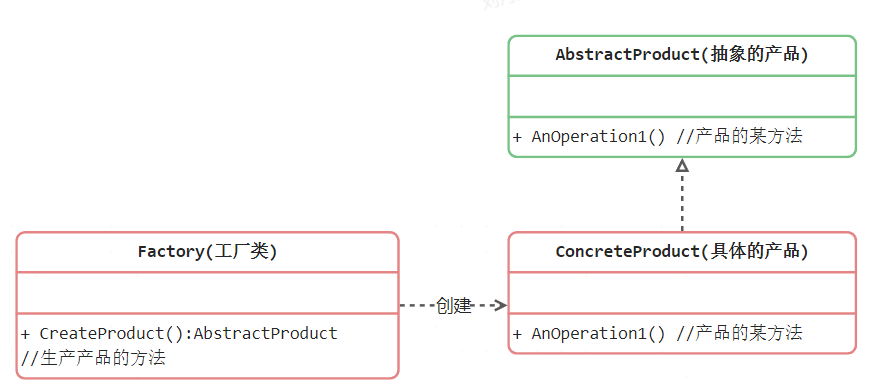 AbstractProduct(抽象的产品)
+ AnOperation1() //产品的某方法
Factory(工厂类)
+ CreateProduct():AbstractProduct
//生产产品的方法
创建
ConcreteProduct(具体的产品)
+ AnOperation1() //产品的某方法